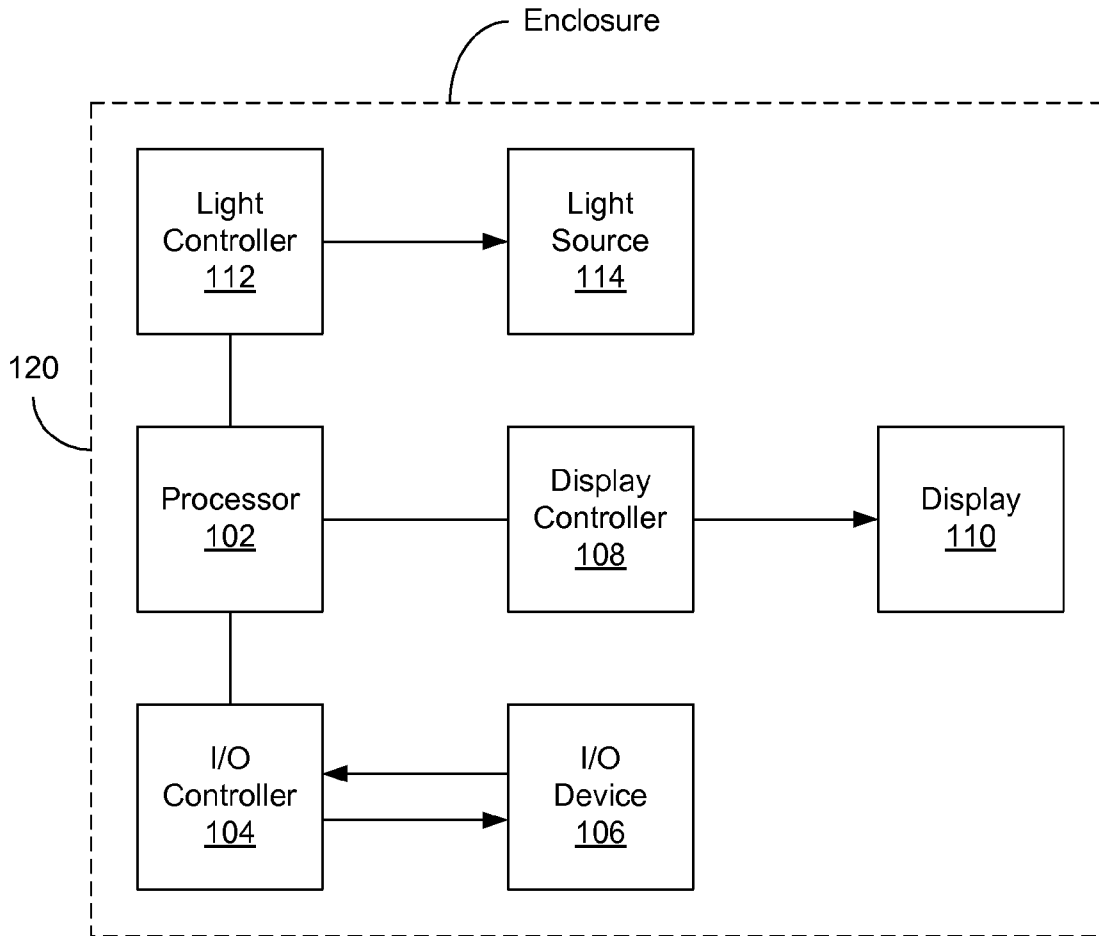 Enclosure
Light
Controller
112
Light
Source
114
120
Processor
102
Display
Controller
108
Display
110
I/O
Controller
104
I/O
Device
106